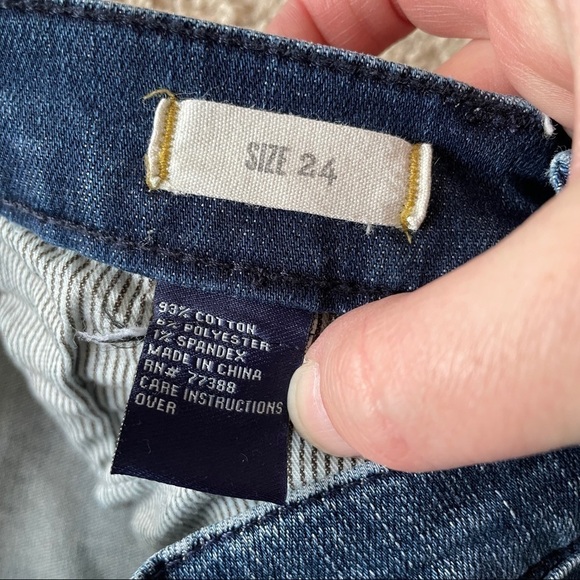 SIZE 24
93% COTTON
6% POLYESTER
1% SPANDEX
MADE IN CHINA
RN# 77388
CARE INSTRUCTIONS
OVER